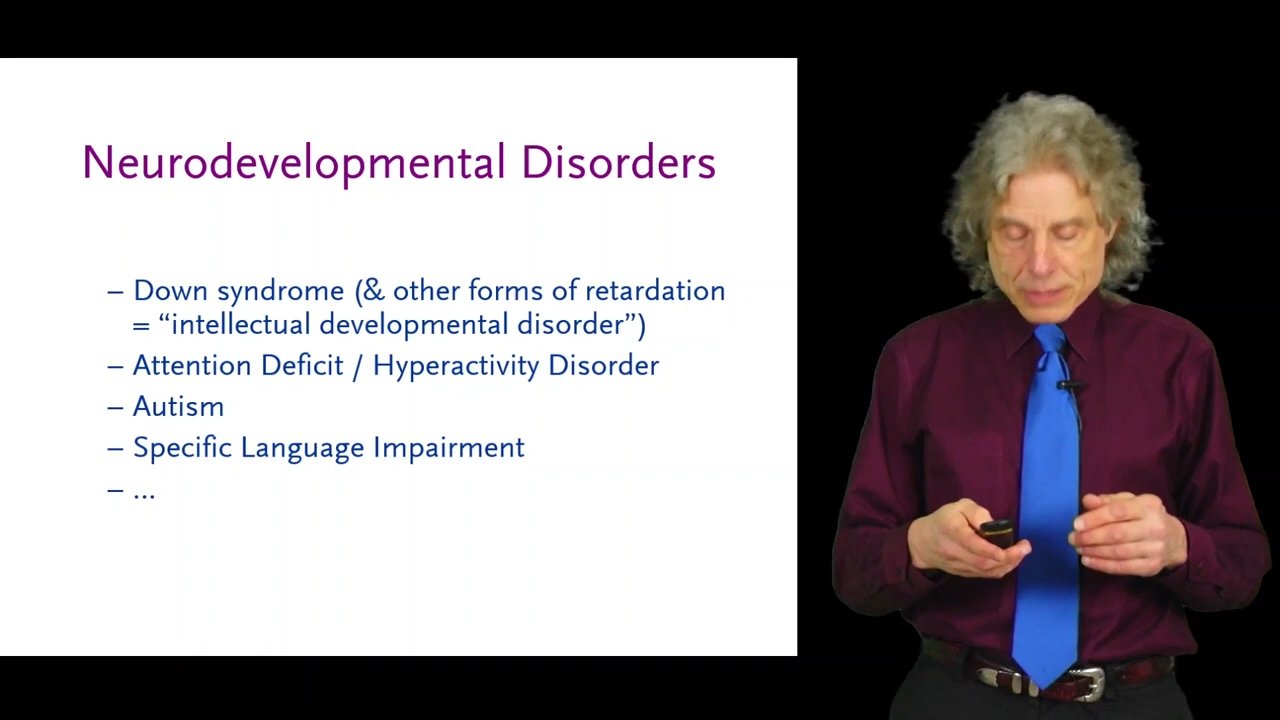 Neurodevelopmental Disorders
– Down syndrome (& other forms of retardation
= “intellectual developmental disorder”)
– Attention Deficit / Hyperactivity Disorder
– Autism
– Specific Language Impairment
– ...